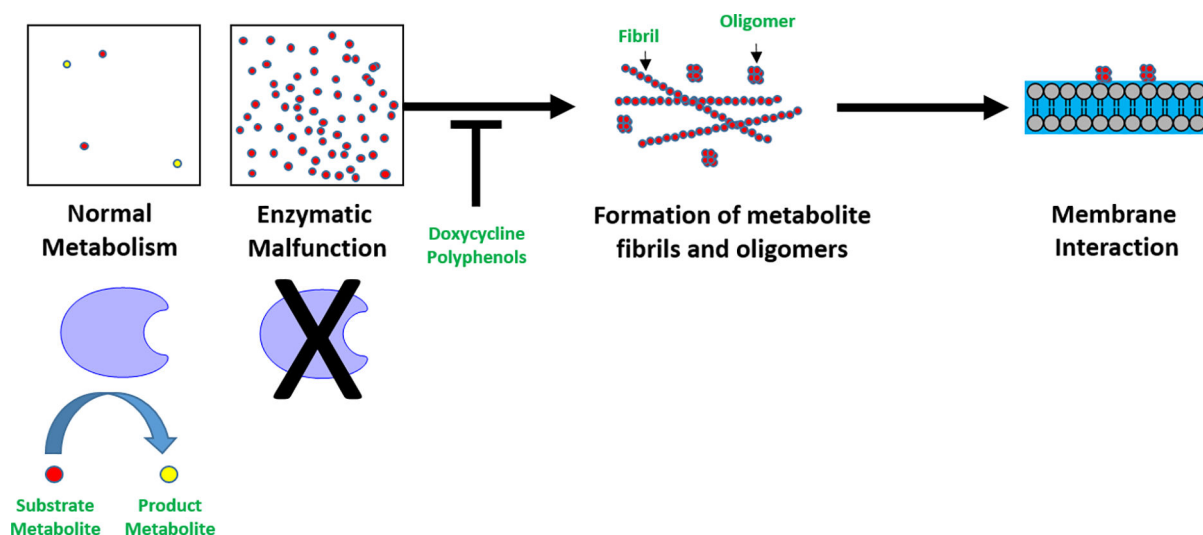 Fibril
Oligomer
Normal
Metabolism
Enzymatic
Malfunction
Doxycycline
Polyphenols
Formation of metabolite
fibrils and oligomers
Membrane
Interaction
Substrate
Metabolite
Product
Metabolite